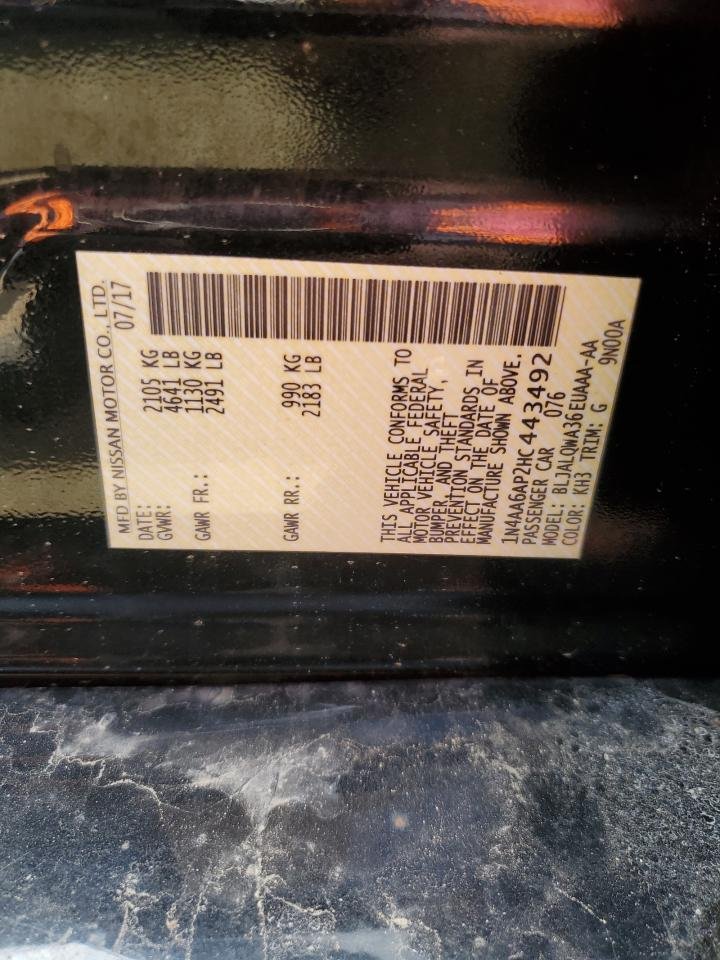 MFD BY NISSAN MOTOR CO., LTD.
DATE: 07/17
GVWR: 2105 KG
4641 LB
GAWR FR.: 1130 KG
2491 LB
GAWR RR.: 990 KG
2183 LB
THIS VEHICLE CONFORMS TO
ALL APPLICABLE FEDERAL
MOTOR VEHICLE SAFETY,
BUMPER, AND THEFT
PREVENTION STANDARDS IN
EFFECT ON THE DATE OF
MANUFACTURE SHOWN ABOVE.
1N4AA6AP2HC443492
PASSENGER CAR 076
MODEL: BLJALQWA36EUAAA-AA
COLOR: KH3 TRIM: G 9N00A